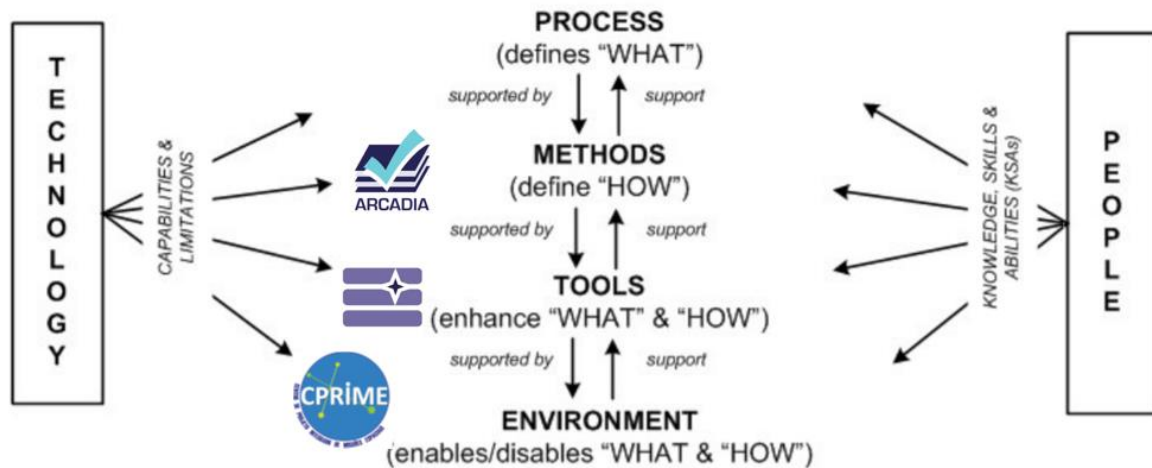 TECHNOLOGY
CAPABILITIES &
LIMITATIONS
PROCESS
(defines “WHAT”)
supported by
support
METHODS
(define “HOW”)
ARCADIA
supported by
support
TOOLS
(enhance “WHAT” & “HOW”)
supported by
support
CPRIME
ENVIRONMENT
(enables/disables “WHAT & “HOW”)
KNOWLEDGE, SKILLS &
ABILITIES (KSAs)
PEOPLE